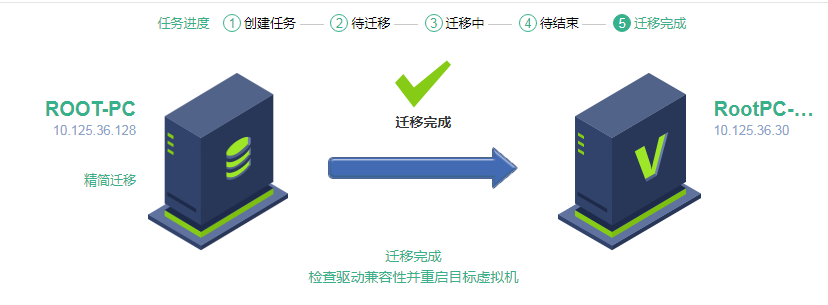 任务进度 1 创建任务 2 待迁移 3 迁移中 4 待结束 5 迁移完成
迁移完成
ROOT-PC
10.125.36.128
RootPC-...
10.125.36.30
精简迁移
迁移完成
检查驱动兼容性并重启目标虚拟机